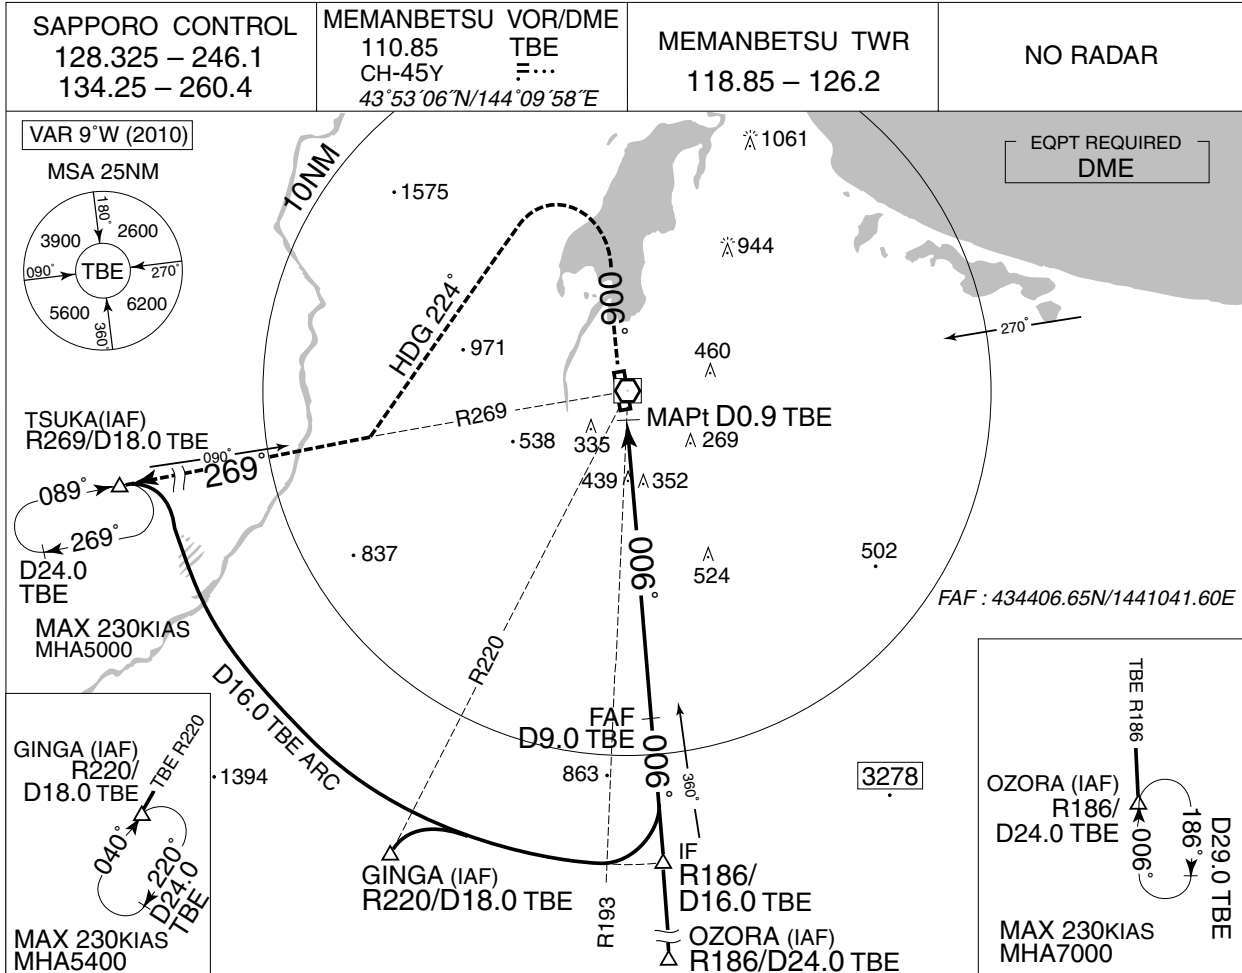 SAPPORO CONTROL
128.325 – 246.1
134.25 – 260.4
MEMANBETSU VOR/DME
110.85 TBE
CH-45Y
43°53´06˝N/144°09´58˝E
MEMANBETSU TWR
118.85 – 126.2
NO RADAR
VAR 9°W (2010)
MSA 25NM
180°
3900
2600
090°
TBE
270°
5600
6200
360°
10NM
1575
1061
EQPT REQUIRED
DME
944
HDG 224°
006°
971
460
270°
TSUKA(IAF)
R269/D18.0 TBE
R269
MAPt D0.9 TBE
538
335
269
090°
269°
439
352
089°
269°
D24.0
TBE
837
006°
524
502
FAF : 434406.65N/1441041.60E
MAX 230KIAS
MHA5000
R220
D16.0 TBE ARC
FAF
D9.0 TBE
006°
360°
863
3278
1394
GINGA (IAF)
R220/
D18.0 TBE
TBE R220
040°
220°
D24.0
TBE
MAX 230KIAS
MHA5400
GINGA (IAF)
R220/D18.0 TBE
R193
IF
R186/
D16.0 TBE
OZORA (IAF)
R186/D24.0 TBE
TBE R186
OZORA (IAF)
R186/
D24.0 TBE
006°
186°
D29.0 TBE
MAX 230KIAS
MHA7000